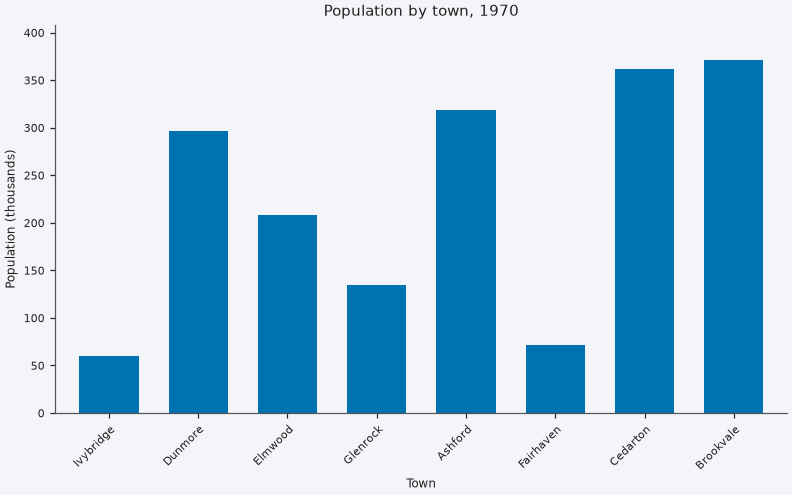 Population by town, 1970
Population (thousands)
400
350
300
250
200
150
100
50
0
Ivybridge
Dunmore
Elmwood
Glenrock
Ashford
Fairhaven
Cedarton
Brookvale
Town